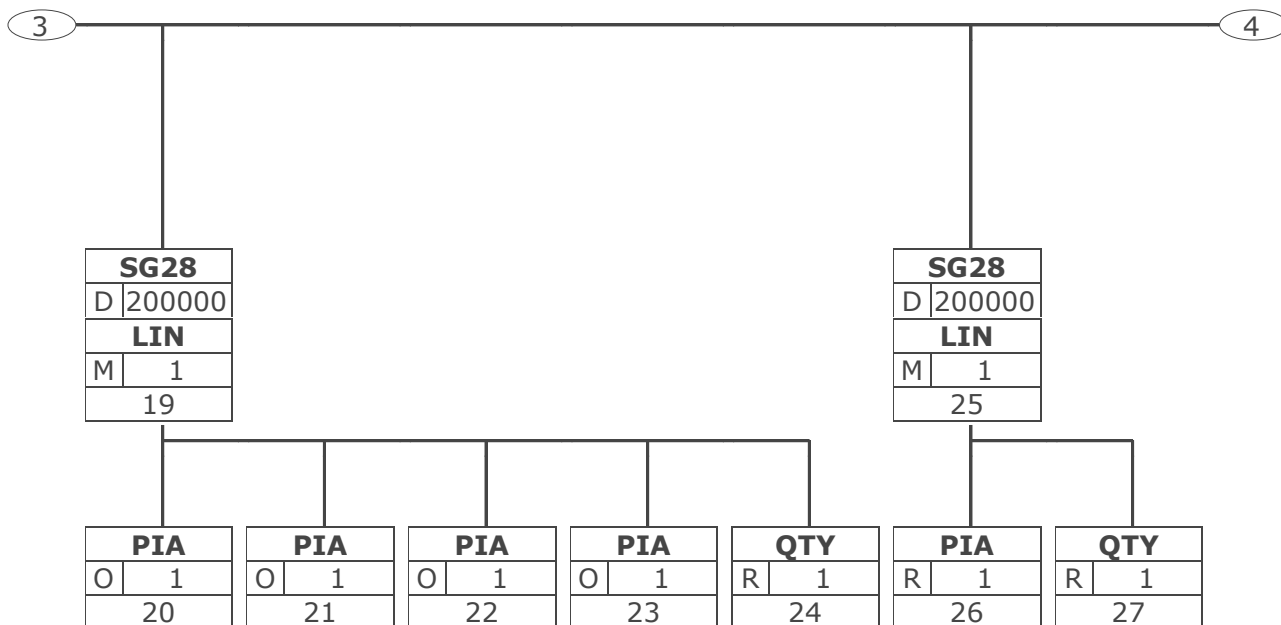 3 4
SG28 SG28
D 200000 D 200000
LIN LIN
M 1 M 1
19 25
PIA PIA PIA PIA QTY PIA QTY
O 1 O 1 O 1 O 1 R 1 R 1 R 1
20 21 22 23 24 26 27